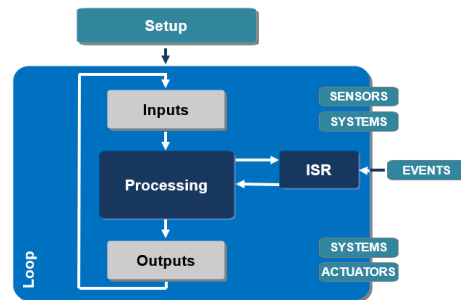 Setup
Inputs
SENSORS
SYSTEMS
Processing
ISR
EVENTS
Outputs
SYSTEMS
ACTUATORS
Loop